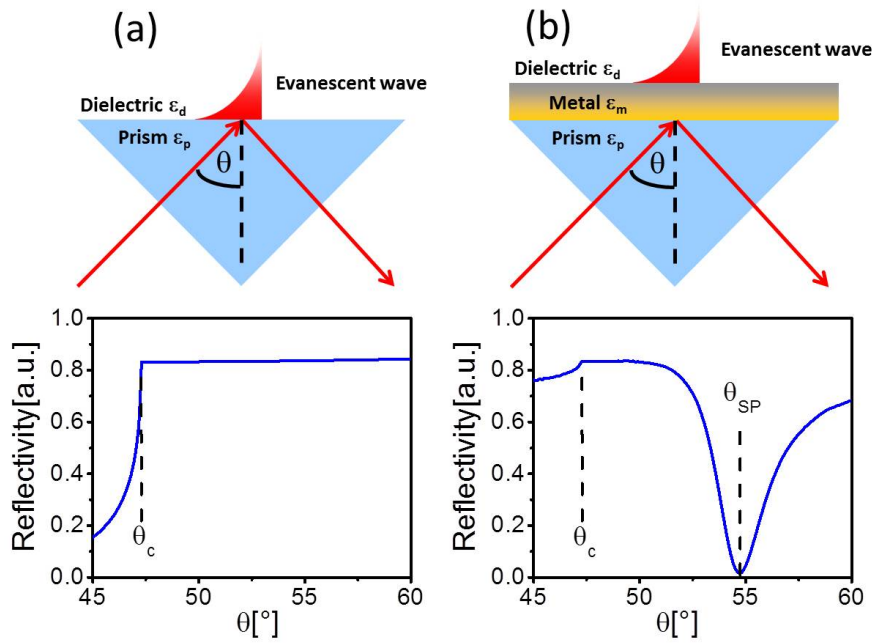 (a)
Evanescent wave
Dielectric εd
Prism εp
θ
Reflectivity[a.u.]
1.0
0.8
0.6
0.4
0.2
0.0
θc
45
50
55
60
θ[°]
(b)
Evanescent wave
Dielectric εd
Metal εm
Prism εp
θ
Reflectivity[a.u.]
1.0
0.8
0.6
0.4
0.2
0.0
θSP
θc
45
50
55
60
θ[°]